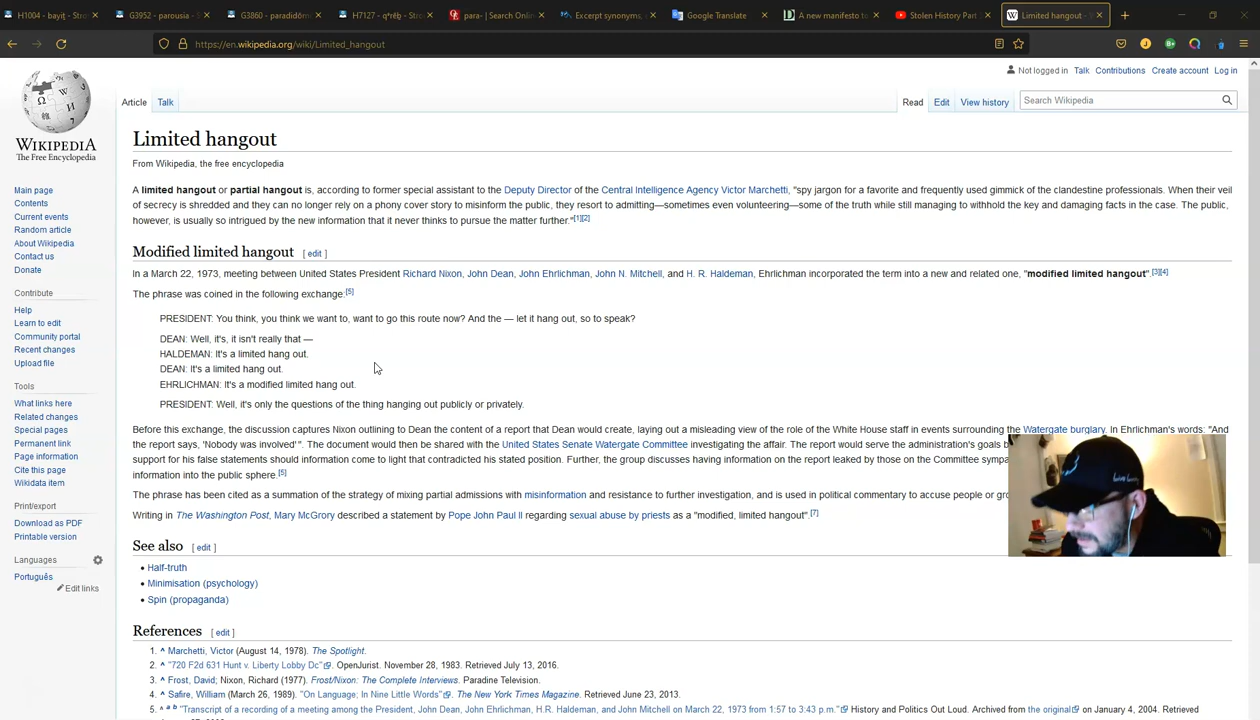 H1004 - bayiṯ - Stro
G3952 - parousia - S
G3860 - paradidōm
H7127 - qᵊrēḇ - Stro
para- | Search Onli
Excerpt synonyms,
Google Translate
A new manifesto to
Stolen History Part
Limited hangout -
https://en.wikipedia.org/wiki/Limited_hangout
Not logged in Talk Contributions Create account Log in
Article Talk
Read Edit View history Search Wikipedia
WIKIPEDIA
The Free Encyclopedia
Main page
Contents
Current events
Random article
About Wikipedia
Contact us
Donate
Contribute
Help
Learn to edit
Community portal
Recent changes
Upload file
Tools
What links here
Related changes
Special pages
Permanent link
Page information
Cite this page
Wikidata item
Print/export
Download as PDF
Printable version
Languages
Português
Edit links
Limited hangout
From Wikipedia, the free encyclopedia
A limited hangout or partial hangout is, according to former special assistant to the Deputy Director of the Central Intelligence Agency Victor Marchetti, "spy jargon for a favorite and frequently used gimmick of the clandestine professionals. When their veil
of secrecy is shredded and they can no longer rely on a phony cover story to misinform the public, they resort to admitting—sometimes even volunteering—some of the truth while still managing to withhold the key and damaging facts in the case. The public,
however, is usually so intrigued by the new information that it never thinks to pursue the matter further."[1][2]
Modified limited hangout [ edit ]
In a March 22, 1973, meeting between United States President Richard Nixon, John Dean, John Ehrlichman, John N. Mitchell, and H. R. Haldeman, Ehrlichman incorporated the term into a new and related one, "modified limited hangout".[3][4]
The phrase was coined in the following exchange:[5]
PRESIDENT: You think, you think we want to, want to go this route now? And the — let it hang out, so to speak?
DEAN: Well, it's, it isn't really that —
HALDEMAN: It's a limited hang out.
DEAN: It's a limited hang out.
EHRLICHMAN: It's a modified limited hang out.
PRESIDENT: Well, it's only the questions of the thing hanging out publicly or privately.
Before this exchange, the discussion captures Nixon outlining to Dean the content of a report that Dean would create, laying out a misleading view of the role of the White House staff in events surrounding the Watergate burglary. In Ehrlichman's words: "And
the report says, 'Nobody was involved'". The document would then be shared with the United States Senate Watergate Committee investigating the affair. The report would serve the administration's goals b
support for his false statements should information come to light that contradicted his stated position. Further, the group discusses having information on the report leaked by those on the Committee sympa
information into the public sphere.[5]
The phrase has been cited as a summation of the strategy of mixing partial admissions with misinformation and resistance to further investigation, and is used in political commentary to accuse people or gro
Writing in The Washington Post, Mary McGrory described a statement by Pope John Paul II regarding sexual abuse by priests as a "modified, limited hangout".[7]
See also [ edit ]
• Half-truth
• Minimisation (psychology)
• Spin (propaganda)
References [ edit ]
1. ^ Marchetti, Victor (August 14, 1978). The Spotlight.
2. ^ "720 F2d 631 Hunt v. Liberty Lobby Dc". OpenJurist. November 28, 1983. Retrieved July 13, 2016.
3. ^ Frost, David; Nixon, Richard (1977). Frost/Nixon: The Complete Interviews. Paradine Television.
4. ^ Safire, William (March 26, 1989). "On Language; In Nine Little Words". The New York Times Magazine. Retrieved June 23, 2013.
5. ^ a b "Transcript of a recording of a meeting among the President, John Dean, John Ehrlichman, H.R. Haldeman, and John Mitchell on March 22, 1973 from 1:57 to 3:43 p.m." History and Politics Out Loud. Archived from the original on January 4, 2004. Retrieved